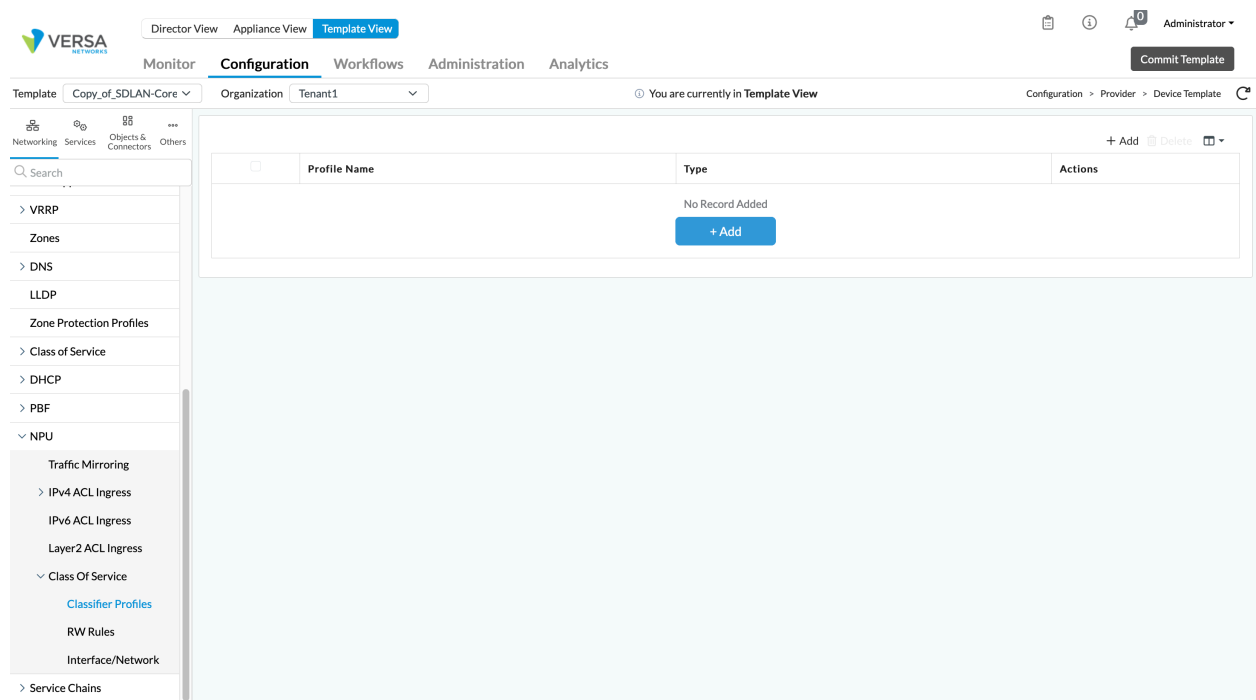 VERSA
NETWORKS
Director View Appliance View Template View
0
Administrator
Monitor Configuration Workflows Administration Analytics
Commit Template
Template Copy_of_SDLAN-Core Organization Tenant1 You are currently in Template View Configuration > Provider > Device Template
Networking Services Objects & Connectors Others
Search
+ Add Delete
Profile Name Type Actions
No Record Added
+ Add
VRRP
Zones
DNS
LLDP
Zone Protection Profiles
Class of Service
DHCP
PBF
NPU
Traffic Mirroring
IPv4 ACL Ingress
IPv6 ACL Ingress
Layer2 ACL Ingress
Class Of Service
Classifier Profiles
RW Rules
Interface/Network
Service Chains